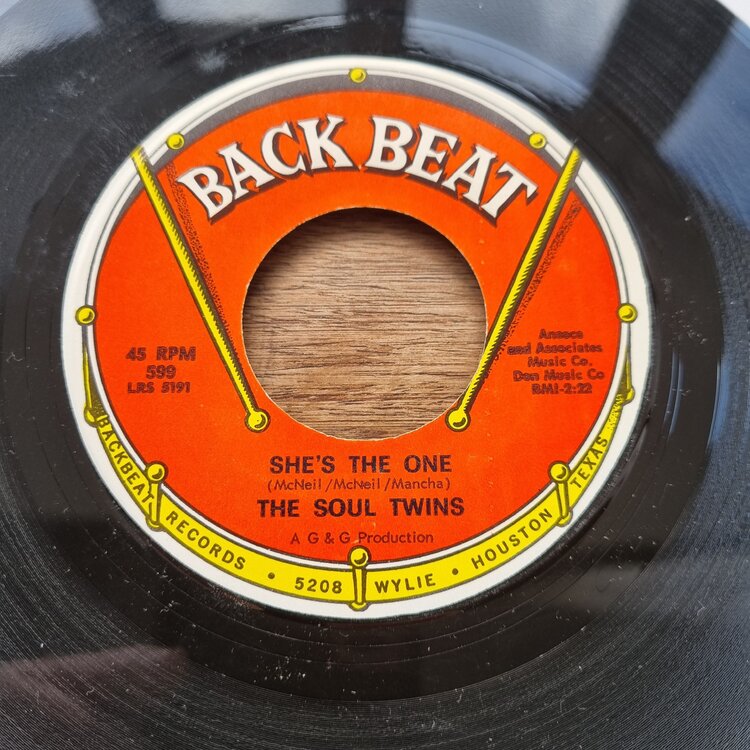 BACK BEAT
45 RPM
599
LRS 5191
and Associates
Music Co.
Don Music Co
BMI-2:22
SHE'S THE ONE
(McNeil/McNeil/Mancha)
THE SOUL TWINS
A G & G Production
BACKBEAT RECORDS • 5208 WYLIE • HOUSTON TEXAS